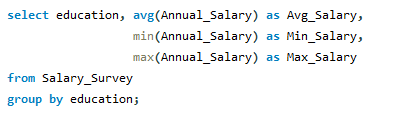 select education, avg(Annual_Salary) as Avg_Salary,
min(Annual_Salary) as Min_Salary,
max(Annual_Salary) as Max_Salary
from Salary_Survey
group by education;